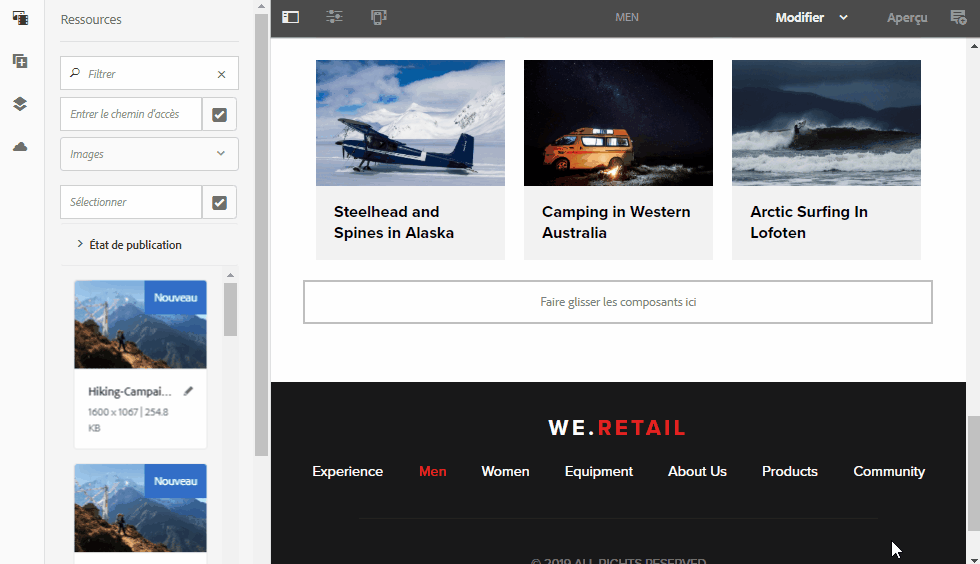 Ressources
Filtrer
Entrer le chemin d'accès
Images
Sélectionner
État de publication
Nouveau
Hiking-Campai...
1600 x 1067 | 254.8
KB
Nouveau
MEN
Modifier
Aperçu
Steelhead and
Spines in Alaska
Camping in Western
Australia
Arctic Surfing In
Lofoten
Faire glisser les composants ici
WE.RETAIL
Experience Men Women Equipment About Us Products Community
© 2019 ALL RIGHTS RESERVED